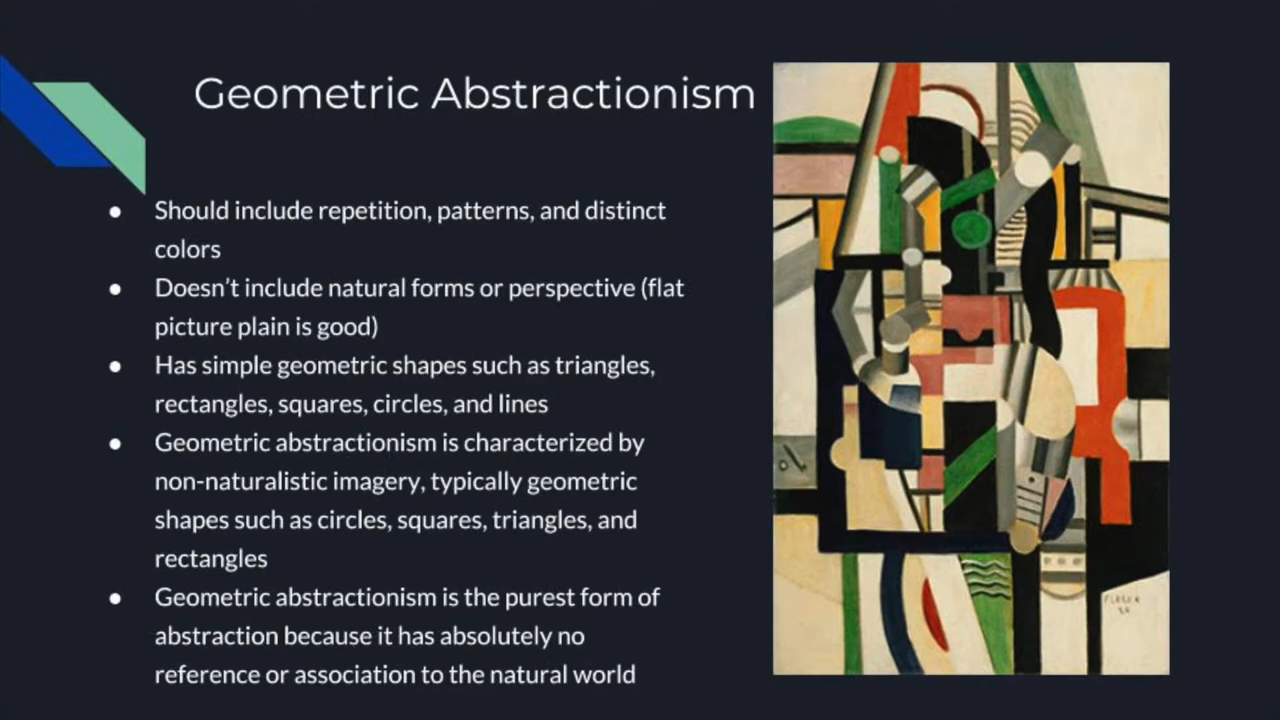 Geometric Abstractionism
● Should include repetition, patterns, and distinct
colors
● Doesn't include natural forms or perspective (flat
picture plain is good)
● Has simple geometric shapes such as triangles,
rectangles, squares, circles, and lines
● Geometric abstractionism is characterized by
non-naturalistic imagery, typically geometric
shapes such as circles, squares, triangles, and
rectangles
● Geometric abstractionism is the purest form of
abstraction because it has absolutely no
reference or association to the natural world